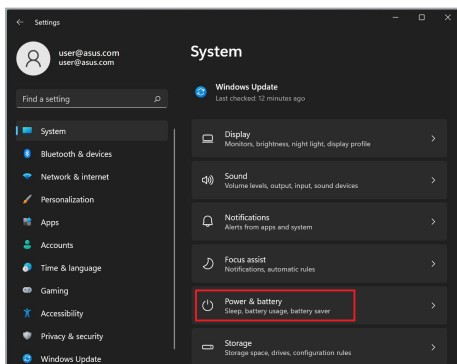 Settings
user@asus.com
user@asus.com
Find a setting
System
Bluetooth & devices
Network & internet
Personalization
Apps
Accounts
Time & language
Gaming
Accessibility
Privacy & security
Windows Update
System
Windows Update
Last checked: 12 minutes ago
Display
Monitors, brightness, night light, display profile
Sound
Volume levels, output, input, sound devices
Notifications
Alerts from apps and system
Focus assist
Notifications, automatic rules
Power & battery
Sleep, battery usage, battery saver
Storage
Storage space, drives, configuration rules